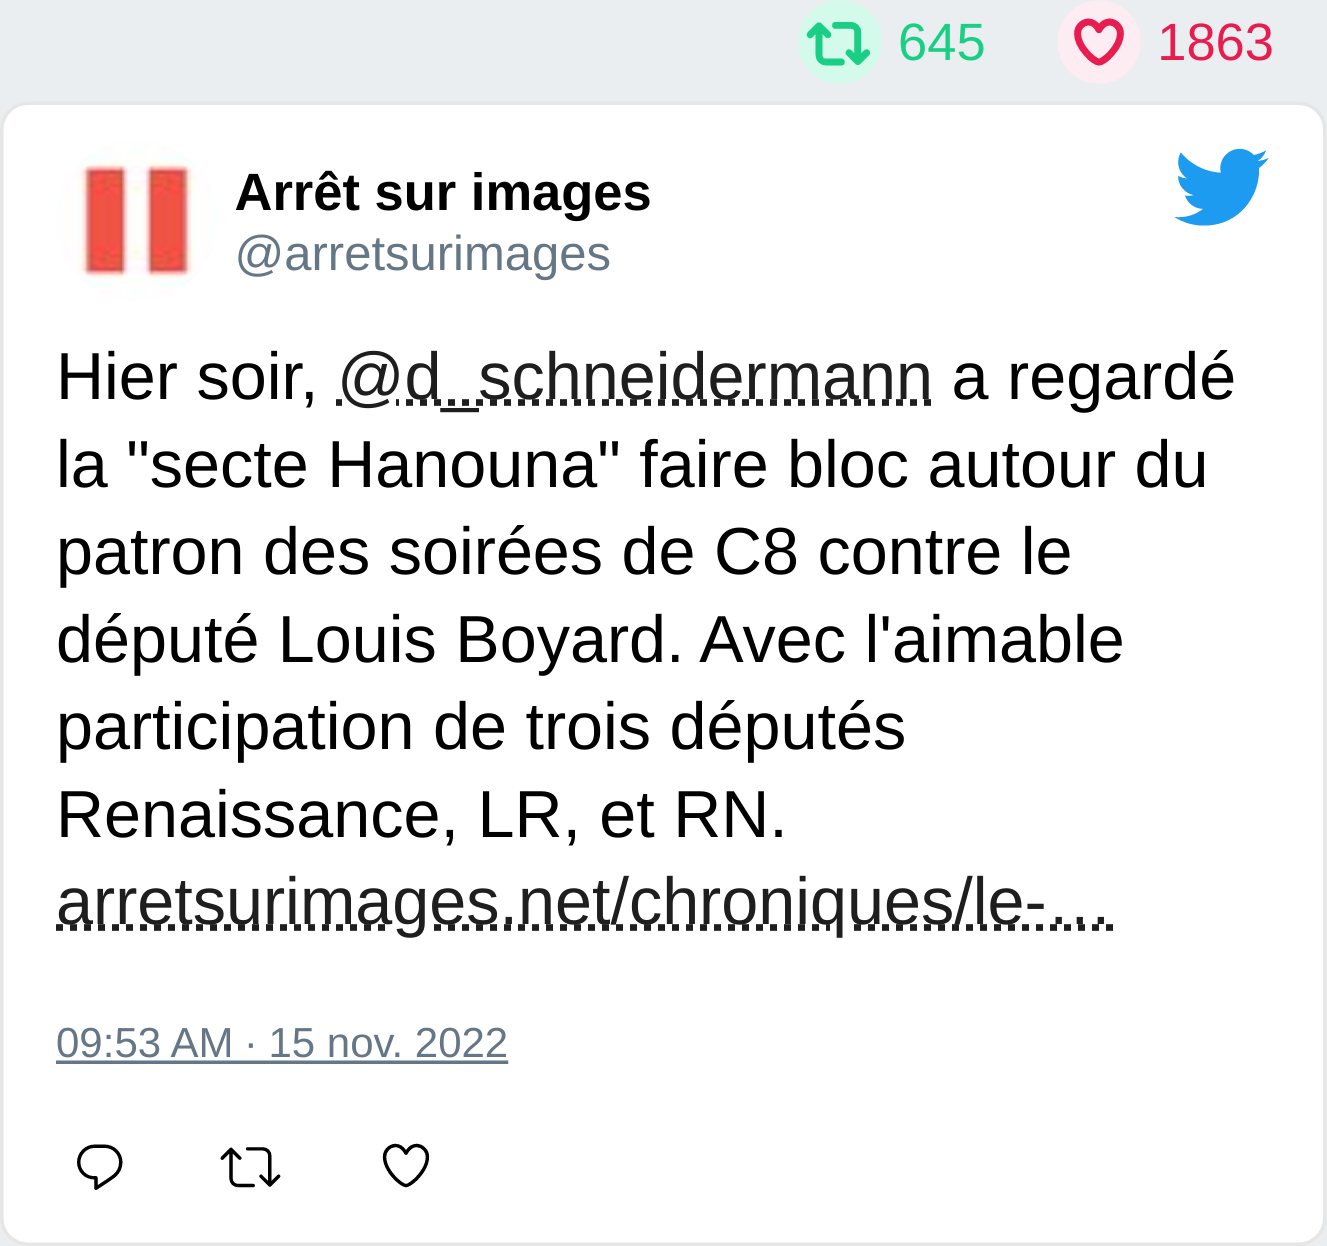 645 1863
Arrêt sur images
@arretsurimages
Hier soir, @d_schneidermann a regardé
la "secte Hanouna" faire bloc autour du
patron des soirées de C8 contre le
député Louis Boyard. Avec l'aimable
participation de trois députés
Renaissance, LR, et RN.
arretsurimages.net/chroniques/le-…
09:53 AM · 15 nov. 2022